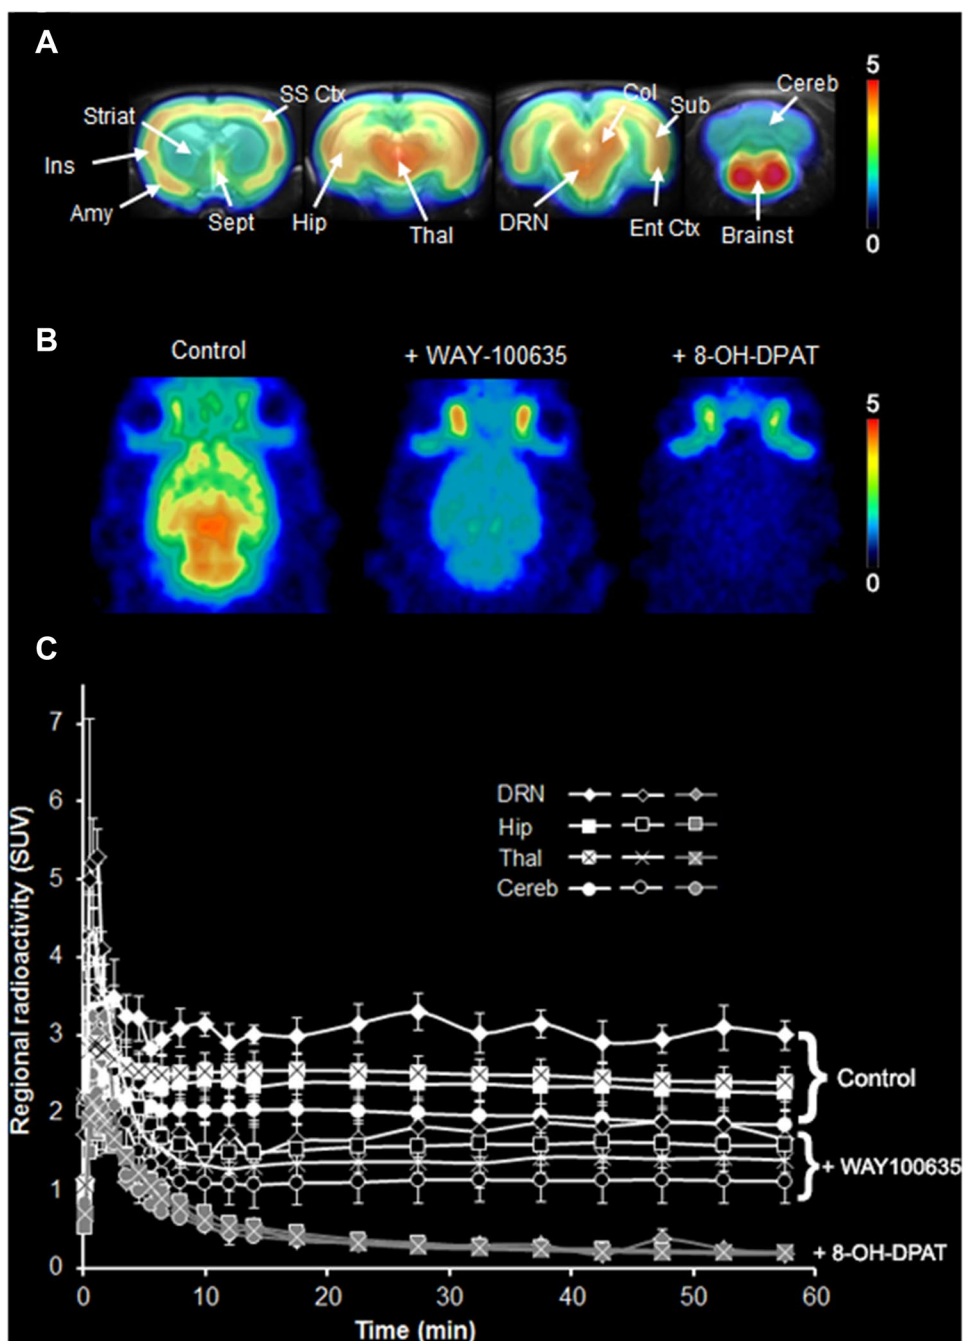 A
5
Cereb
Col
SS Ctx
Sub
Striat
Ins
Amy
Sept
Hip
Thal
DRN
Ent Ctx
Brainst
0
B
Control
+ WAY-100635
+ 8-OH-DPAT
5
0
C
7
6
5
4
3
2
1
0
Regional radioactivity (SUV)
DRN
Hip
Thal
Cereb
Control
+ WAY100635
+ 8-OH-DPAT
0 10 20 30 40 50 60
Time (min)